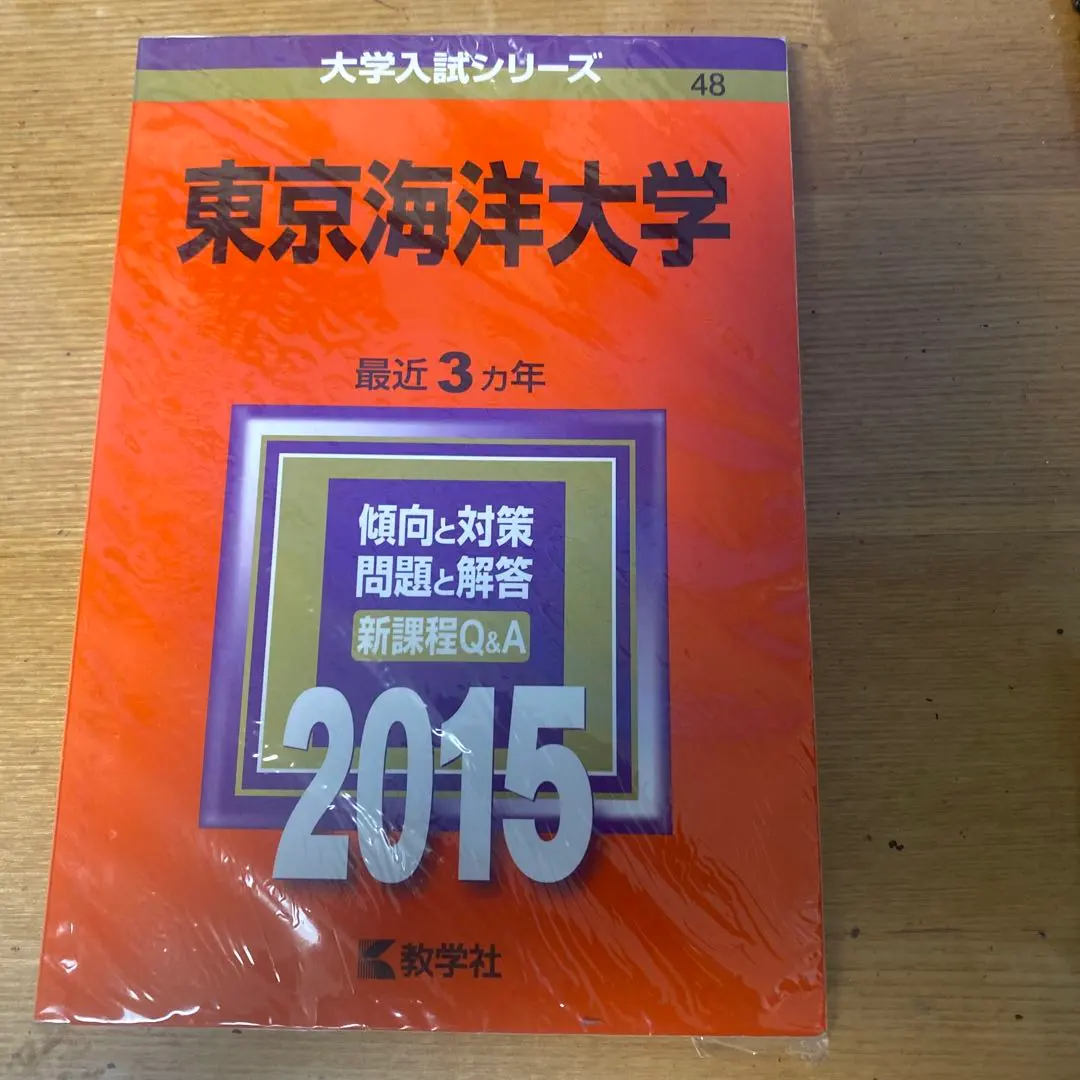 大学入試シリーズ
48
東京海洋大学
最近3カ年
傾向と対策
問題と解答
新課程Q&A
2015
教学社